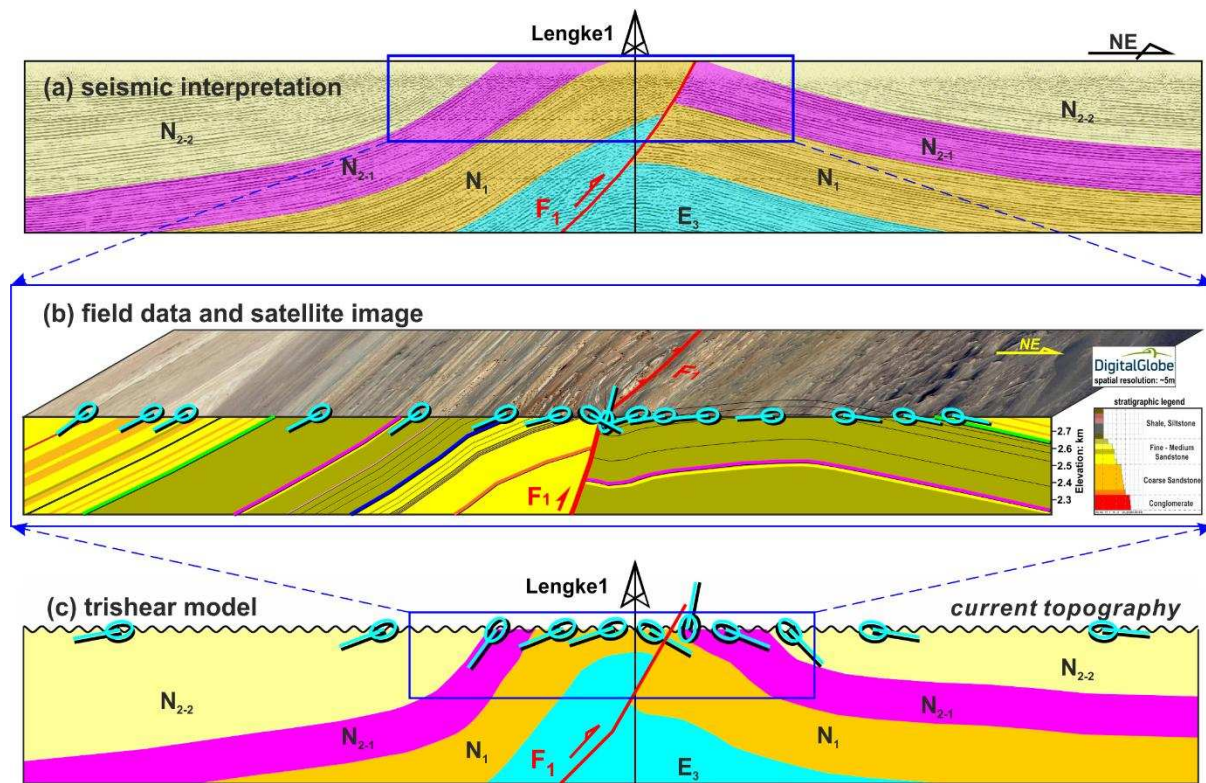 Lengke1
NE
(a) seismic interpretation
N2-2
N2-2
N2-1
N2-1
N1
N1
F1
E3
(b) field data and satellite image
NE
F1
DigitalGlobe
spatial resolution: ~5m
stratigraphic legend
Shale, Siltstone
Fine - Medium
Sandstone
Coarse Sandstone
Conglomerate
2.7
2.6
2.5
2.4
2.3
Elevation: km
F1
Lengke1
(c) trishear model
current topography
N2-2
N2-2
N2-1
N2-1
N1
N1
F1
E3